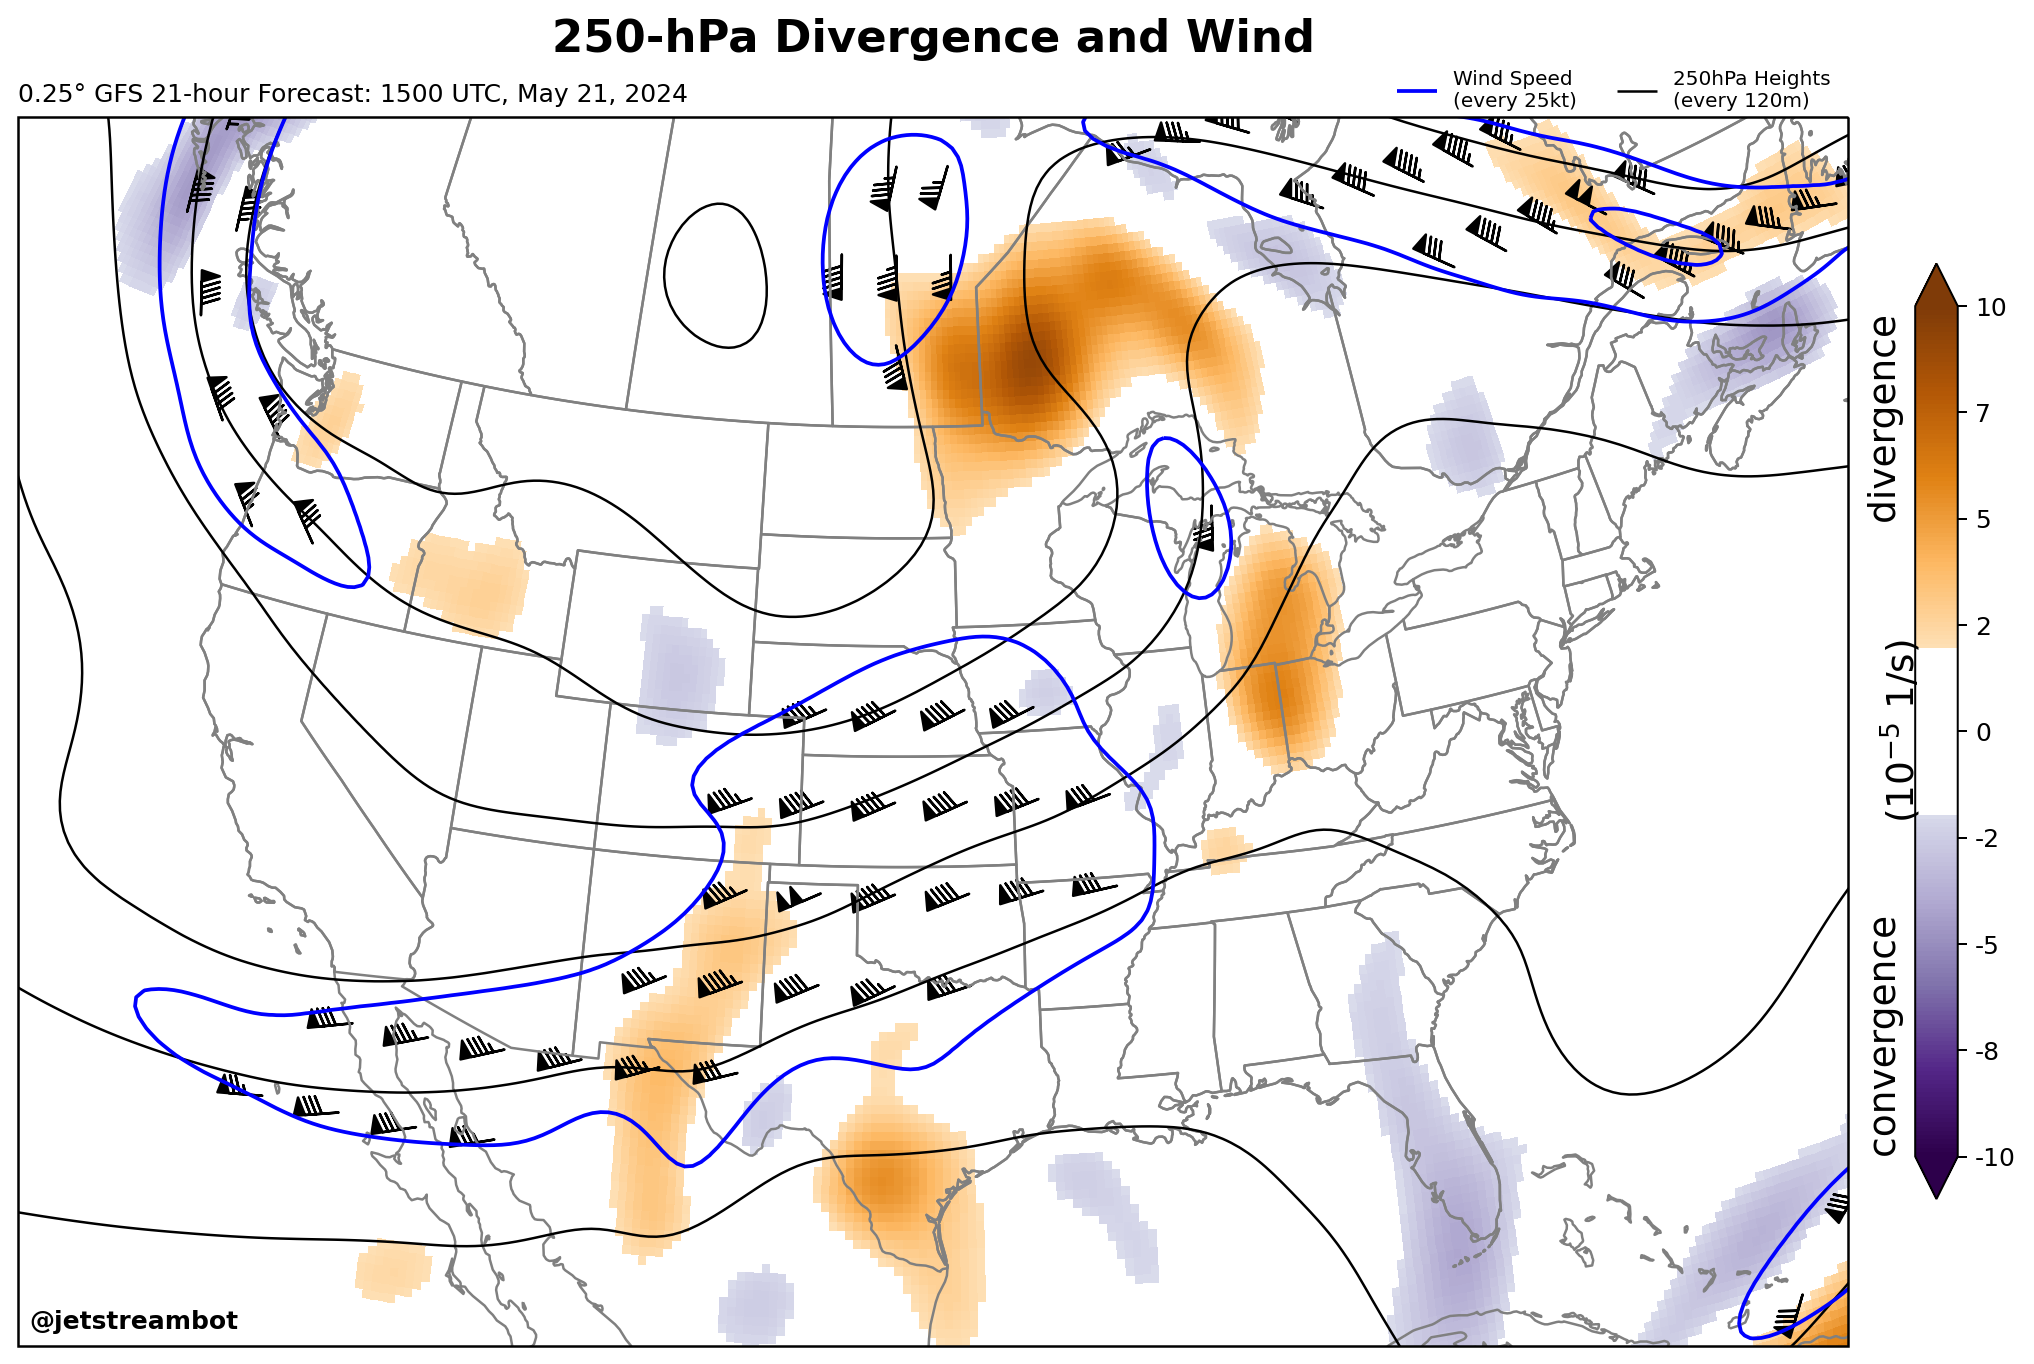 250-hPa Divergence and Wind
0.25° GFS 21-hour Forecast: 1500 UTC, May 21, 2024
Wind Speed
(every 25kt)
250hPa Heights
(every 120m)
10
7
5
2
0
-2
-5
-8
-10
convergence (10⁻⁵ 1/s) divergence
@jetstreambot